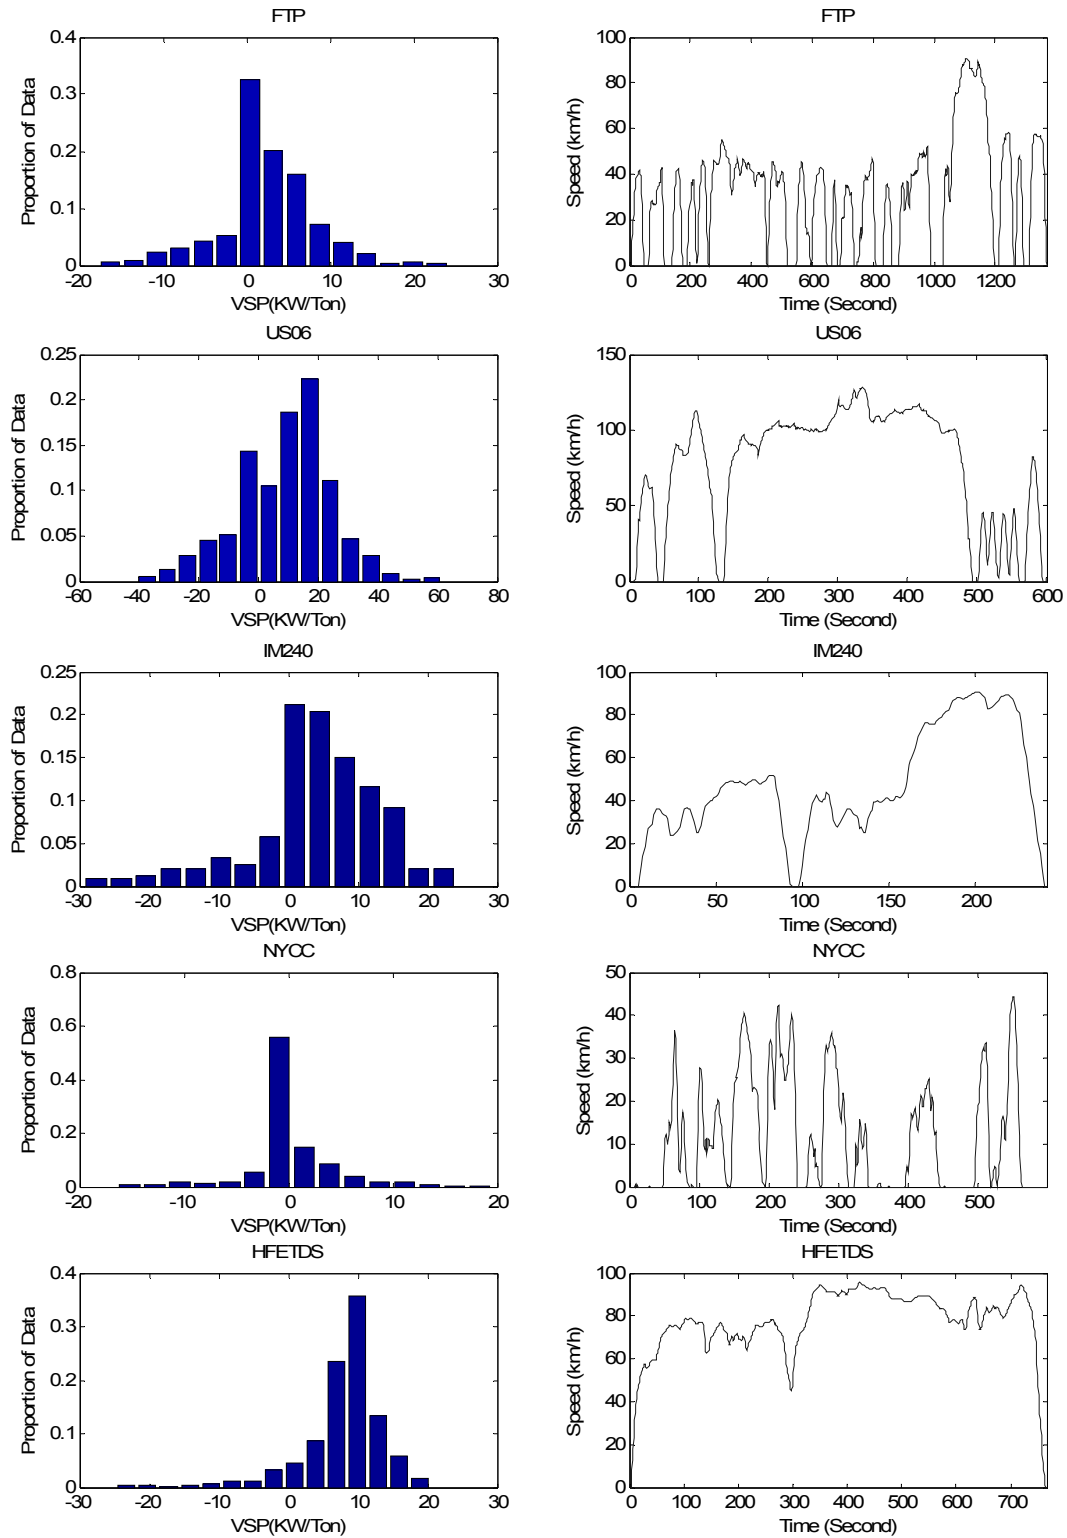 FTP
0.4
0.3
0.2
0.1
0
Proportion of Data
-20 -10 0 10 20 30
VSP(KW/Ton)
FTP
100
80
60
40
20
0
Speed (km/h)
0 200 400 600 800 1000 1200
Time (Second)
US06
0.25
0.2
0.15
0.1
0.05
0
Proportion of Data
-60 -40 -20 0 20 40 60 80
VSP(KW/Ton)
US06
150
100
50
0
Speed (km/h)
0 100 200 300 400 500 600
Time (Second)
IM240
0.25
0.2
0.15
0.1
0.05
0
Proportion of Data
-30 -20 -10 0 10 20 30
VSP(KW/Ton)
IM240
100
80
60
40
20
0
Speed (km/h)
50 100 150 200
Time (Second)
NYCC
0.8
0.6
0.4
0.2
0
Proportion of Data
-20 -10 0 10 20
VSP(KW/Ton)
NYCC
50
40
30
20
10
0
Speed (km/h)
0 100 200 300 400 500
Time (Second)
HFETDS
0.4
0.3
0.2
0.1
0
Proportion of Data
-30 -20 -10 0 10 20 30
VSP(KW/Ton)
HFETDS
100
80
60
40
20
0
Speed (km/h)
0 100 200 300 400 500 600 700
Time (Second)